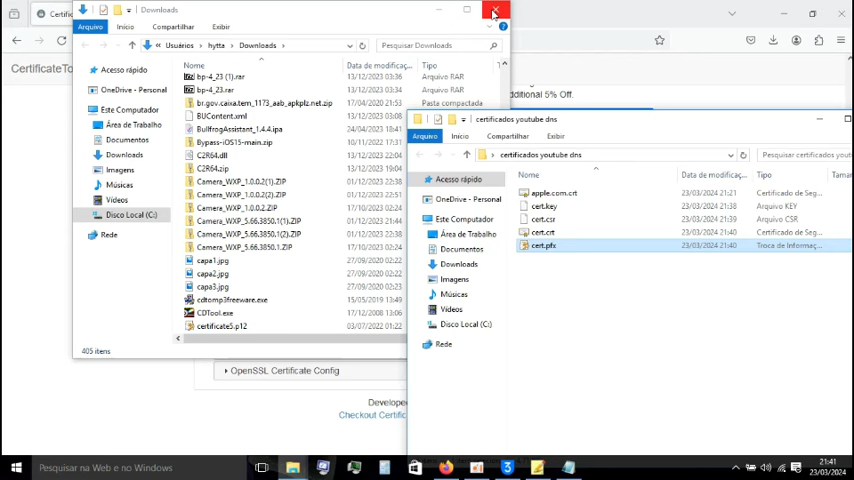 Certific
Downloads
Arquivo Início Compartilhar Exibir
Usuários hytta Downloads
Pesquisar Downloads
CertificateTo
Acesso rápido
OneDrive - Personal
Este Computador
Área de Trabalho
Documentos
Downloads
Imagens
Músicas
Vídeos
Disco Local (C:)
Rede
Nome Data de modificaç... Tipo
bp-4_23 (1).rar 13/12/2023 03:36 Arquivo RAR
bp-4_23.rar 13/12/2023 03:34 Arquivo RAR
br.gov.caixa.tem_1173_aab_apkplz.net.zip 17/04/2020 21:53 Pasta compactada
BUContent.xml 13/12/2023 03:08 Arquivo XML
BullfrogAssistant_1.4.4.ipa 24/04/2023 18:41 Arquivo IPA
Bypass-iOS15-main.zip 10/11/2022 17:31 Pasta compactada
C2R64.dll 13/12/2023 22:04
C2R64.zip 13/12/2023 19:04
Camera_WXP_1.0.0.2(1).ZIP 01/12/2023 22:38
Camera_WXP_1.0.0.2(2).ZIP 01/12/2023 22:38
Camera_WXP_1.0.0.2.ZIP 17/10/2023 02:24
Camera_WXP_5.66.3850.1(1).ZIP 01/12/2023 21:44
Camera_WXP_5.66.3850.1(2).ZIP 01/12/2023 22:38
Camera_WXP_5.66.3850.1.ZIP 17/10/2023 02:24
capa1.jpg 27/09/2020 22:21
capa2.jpg 27/09/2020 22:21
capa3.jpg 27/09/2020 22:21
cdtomp3freeware.exe 15/05/2019 13:49
CDTool.exe 17/12/2008 13:06
certificate5.p12 03/07/2022 01:22
405 itens
dditional 5% Off.
certificados youtube dns
Arquivo Início Compartilhar Exibir
certificados youtube dns
Pesquisar certificados yout
Acesso rápido
OneDrive - Personal
Este Computador
Área de Trabalho
Documentos
Downloads
Imagens
Músicas
Vídeos
Disco Local (C:)
Rede
Nome Data de modificaç... Tipo Tamar
apple.com.crt 23/03/2024 21:21 Certificado de Seg...
cert.key 23/03/2024 21:38 Arquivo KEY
cert.csr 23/03/2024 21:39 Arquivo CSR
cert.crt 23/03/2024 21:40 Certificado de Seg...
cert.pfx 23/03/2024 21:40 Troca de Informaç...
OpenSSL Certificate Config
Develope
Checkout Certific
Pesquisar na Web e no Windows
21:41
23/03/2024